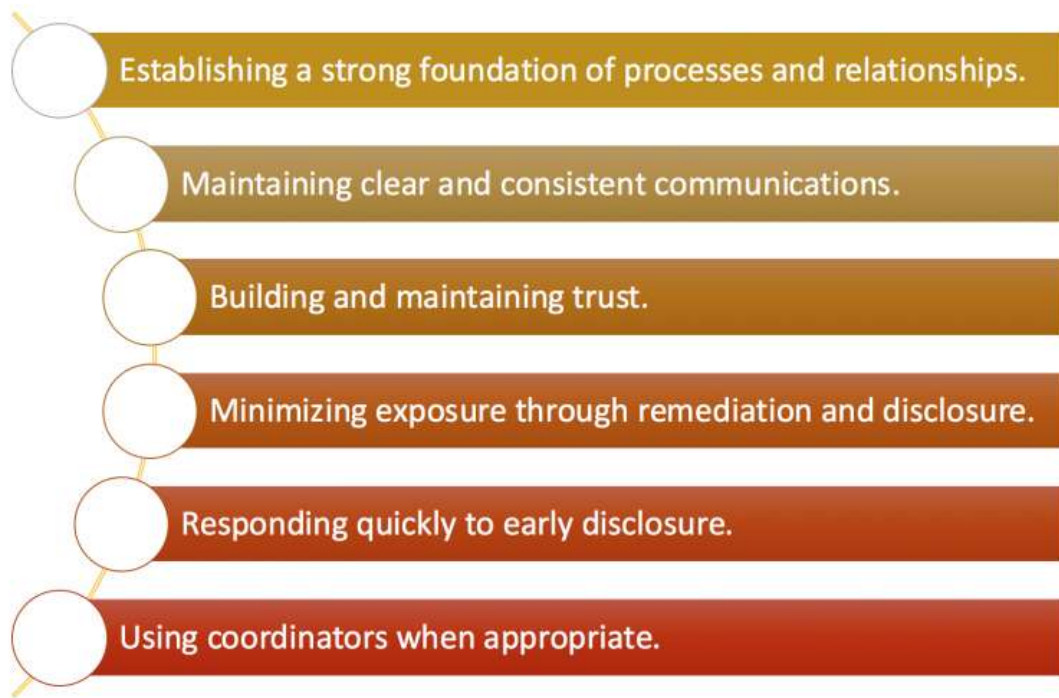 Establishing a strong foundation of processes and relationships.
Maintaining clear and consistent communications.
Building and maintaining trust.
Minimizing exposure through remediation and disclosure.
Responding quickly to early disclosure.
Using coordinators when appropriate.